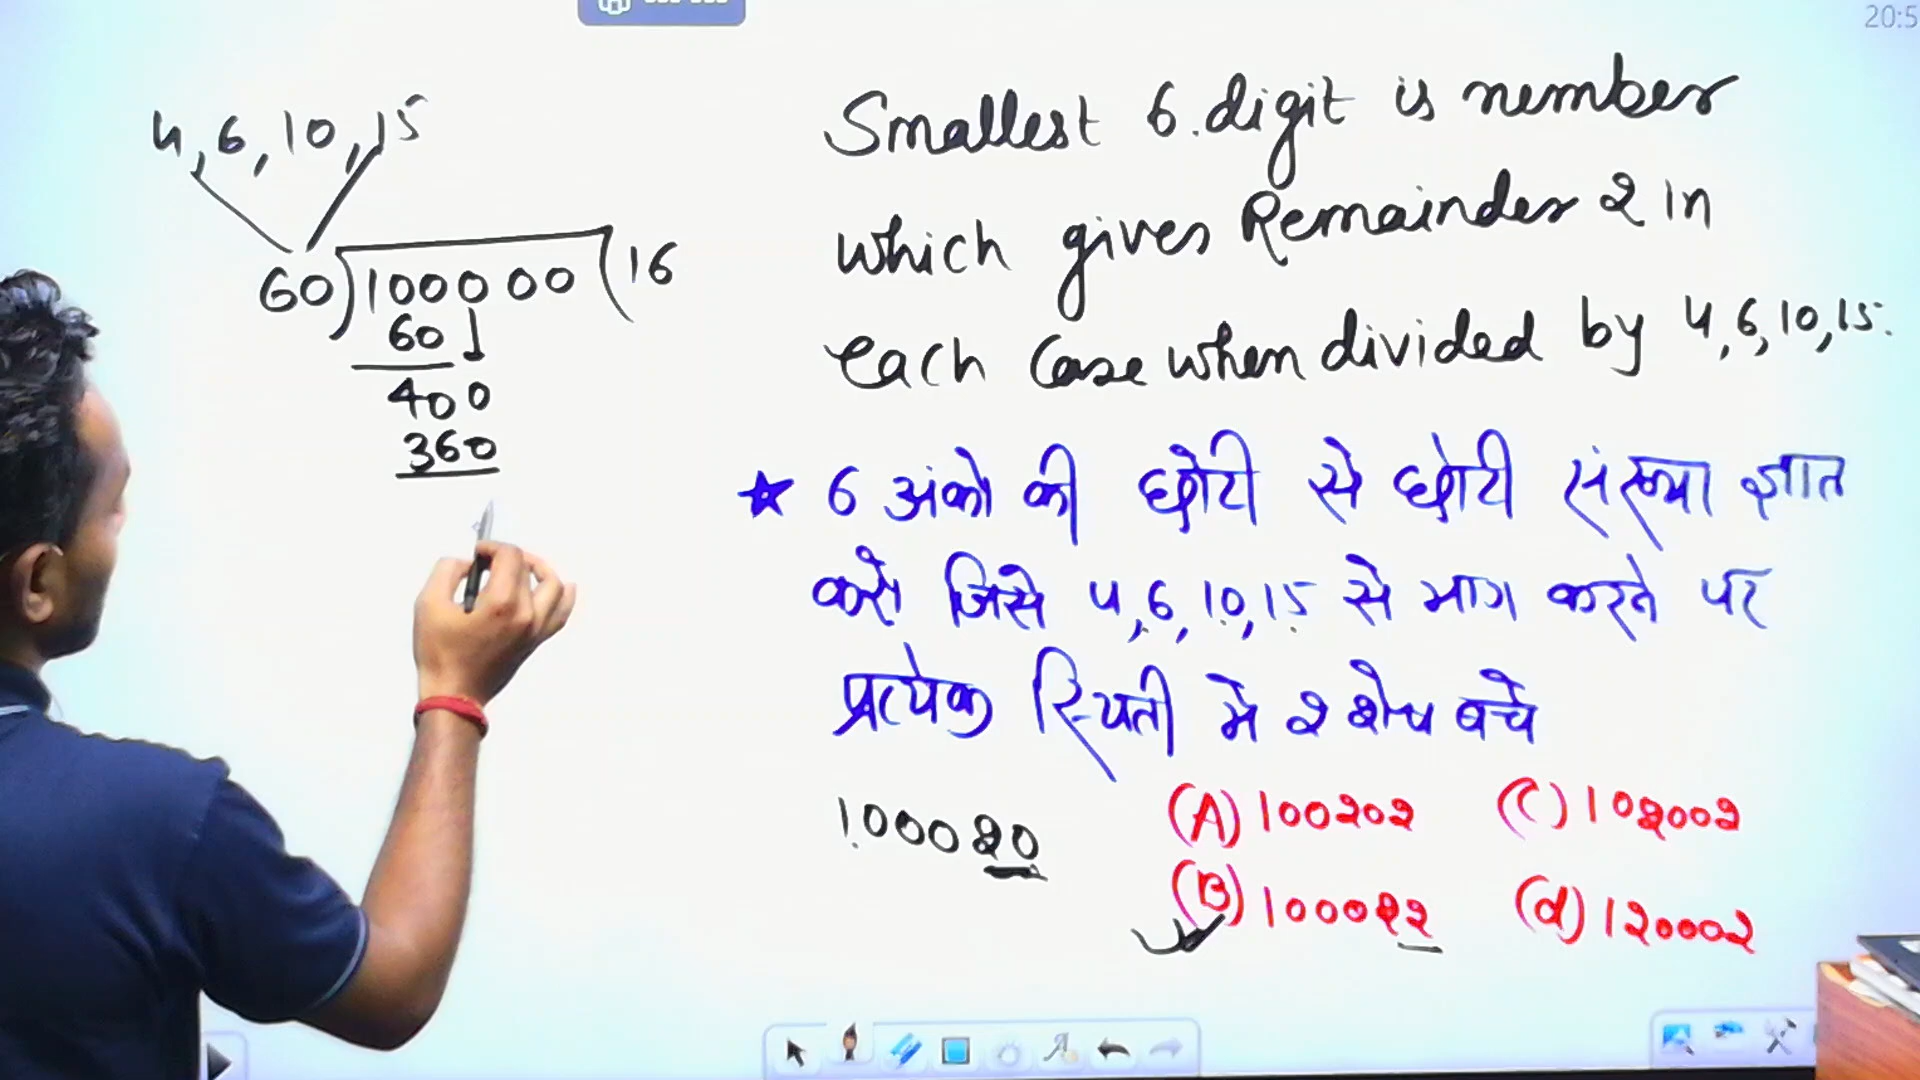 20:5
4, 6, 10, 15
60) 100000 (16
60
400
360
Smallest 6.digit is nember
which gives Remainder 2 in
each case when divided by 4, 6, 10, 15.
★ 6 अंको की छोटी से छोटी संख्या ज्ञात
करो जिसे 4, 6, 10, 15 से भाग करने पर
प्रत्येक स्थिती मे २ शेष बचे
100020
(A) 100202 (C) 102002
(B) 100022 (d) 120002